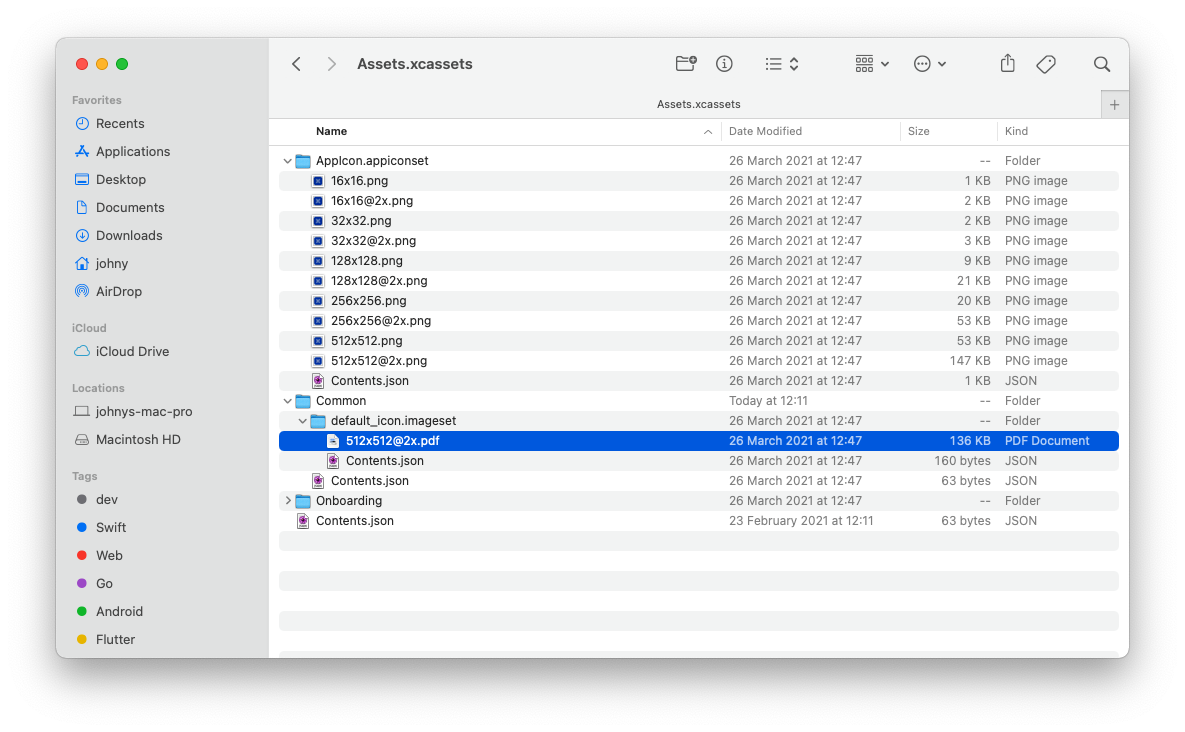 Assets.xcassets
Assets.xcassets
Favorites
Recents
Applications
Desktop
Documents
Downloads
johny
AirDrop
iCloud
iCloud Drive
Locations
johnys-mac-pro
Macintosh HD
Tags
dev
Swift
Web
Go
Android
Flutter
Name Date Modified Size Kind
AppIcon.appiconset 26 March 2021 at 12:47 -- Folder
16x16.png 26 March 2021 at 12:47 1 KB PNG image
16x16@2x.png 26 March 2021 at 12:47 2 KB PNG image
32x32.png 26 March 2021 at 12:47 2 KB PNG image
32x32@2x.png 26 March 2021 at 12:47 3 KB PNG image
128x128.png 26 March 2021 at 12:47 9 KB PNG image
128x128@2x.png 26 March 2021 at 12:47 21 KB PNG image
256x256.png 26 March 2021 at 12:47 20 KB PNG image
256x256@2x.png 26 March 2021 at 12:47 53 KB PNG image
512x512.png 26 March 2021 at 12:47 53 KB PNG image
512x512@2x.png 26 March 2021 at 12:47 147 KB PNG image
Contents.json 26 March 2021 at 12:47 1 KB JSON
Common Today at 12:11 -- Folder
default_icon.imageset 26 March 2021 at 12:47 -- Folder
512x512@2x.pdf 26 March 2021 at 12:47 136 KB PDF Document
Contents.json 26 March 2021 at 12:47 160 bytes JSON
Contents.json 26 March 2021 at 12:47 63 bytes JSON
Onboarding 26 March 2021 at 12:47 -- Folder
Contents.json 23 February 2021 at 12:11 63 bytes JSON